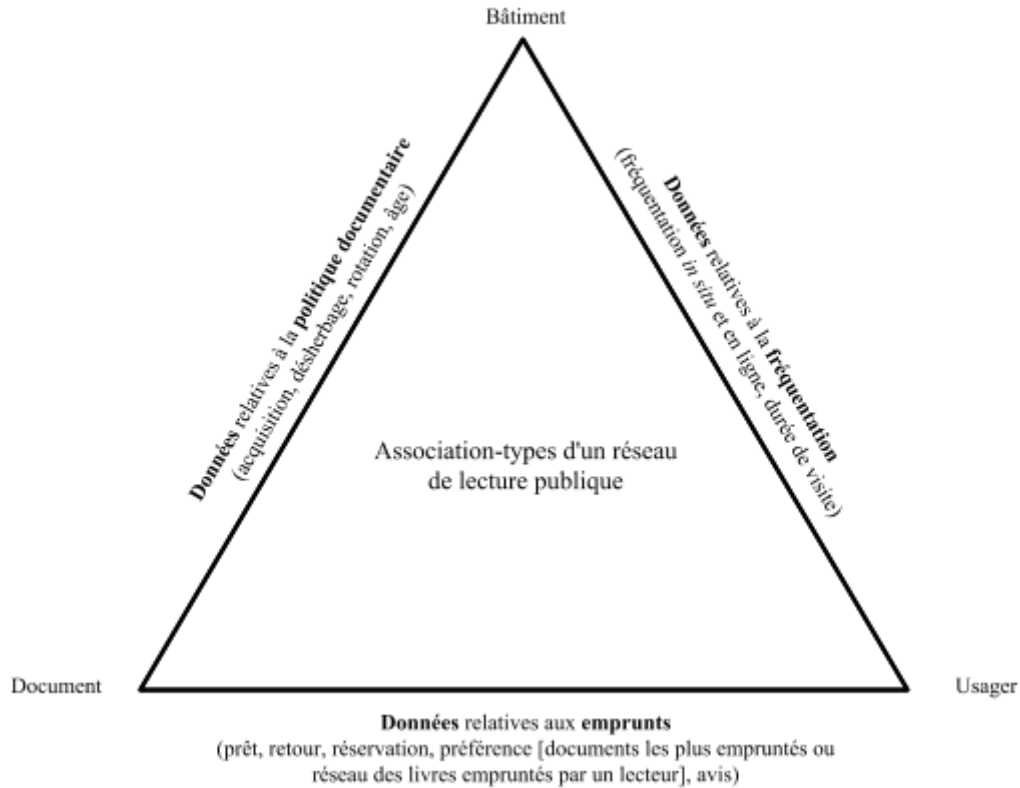 Bâtiment
Données relatives à la politique documentaire
(acquisition, désherbage, rotation, âge)
Données relatives à la fréquentation
(fréquentation in situ et en ligne, durée de visite)
Association-types d'un réseau
de lecture publique
Document
Usager
Données relatives aux emprunts
(prêt, retour, réservation, préférence [documents les plus empruntés ou
réseau des livres empruntés par un lecteur], avis)